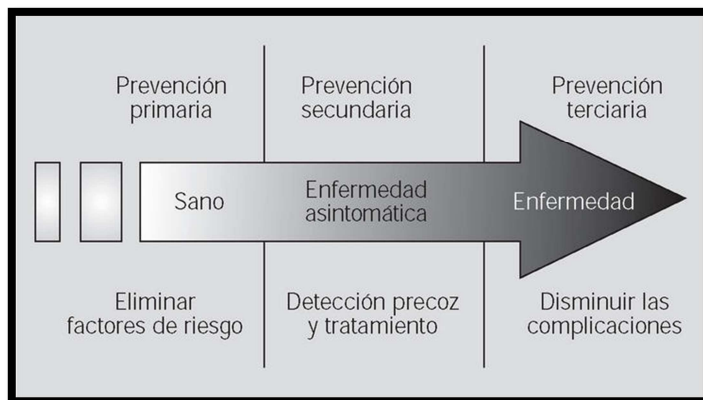 Prevención
primaria
Prevención
secundaria
Prevención
terciaria
Sano
Enfermedad
asintomática
Enfermedad
Eliminar
factores de riesgo
Detección precoz
y tratamiento
Disminuir las
complicaciones